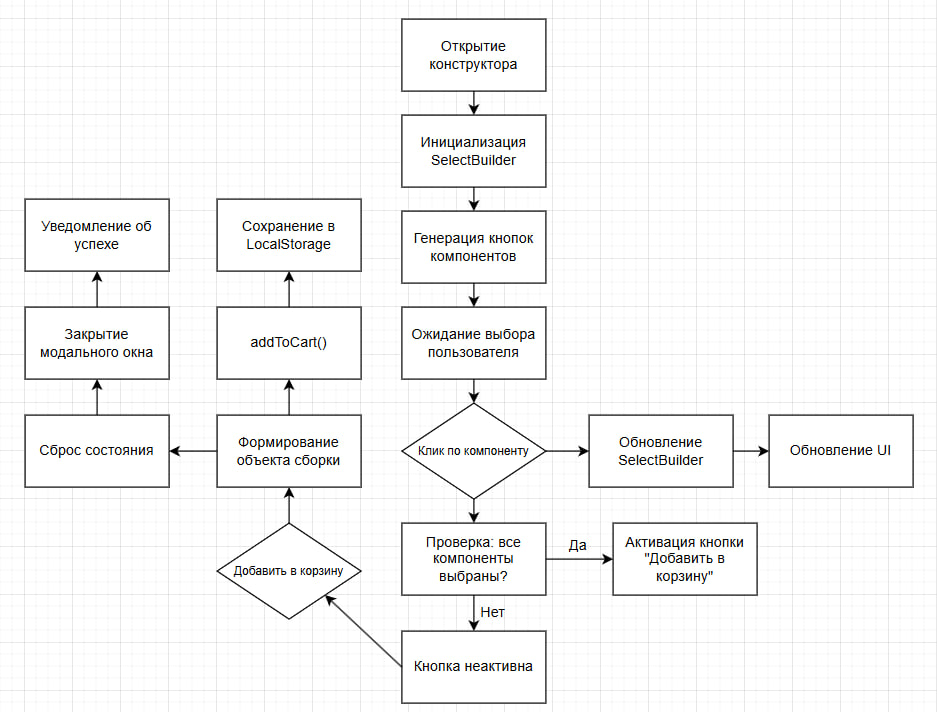 Открытие
конструктора
Инициализация
SelectBuilder
Генерация кнопок
компонентов
Ожидание выбора
пользователя
Клик по компоненту
Обновление
SelectBuilder
Обновление UI
Проверка: все
компоненты
выбраны?
Да
Активация кнопки
"Добавить в
корзину"
Нет
Кнопка неактивна
Добавить в корзину
Формирование
объекта сборки
addToCart()
Сохранение в
LocalStorage
Сброс состояния
Закрытие
модального окна
Уведомление об
успехе